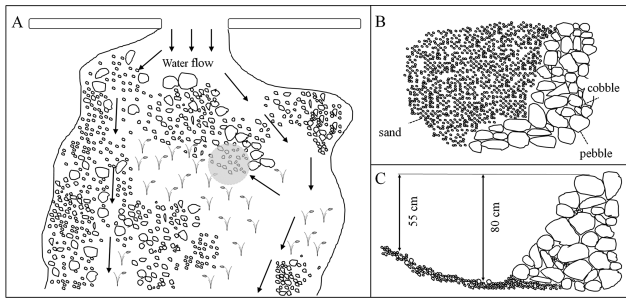 A
Water flow
B
cobble
sand
pebble
C
55 cm
80 cm